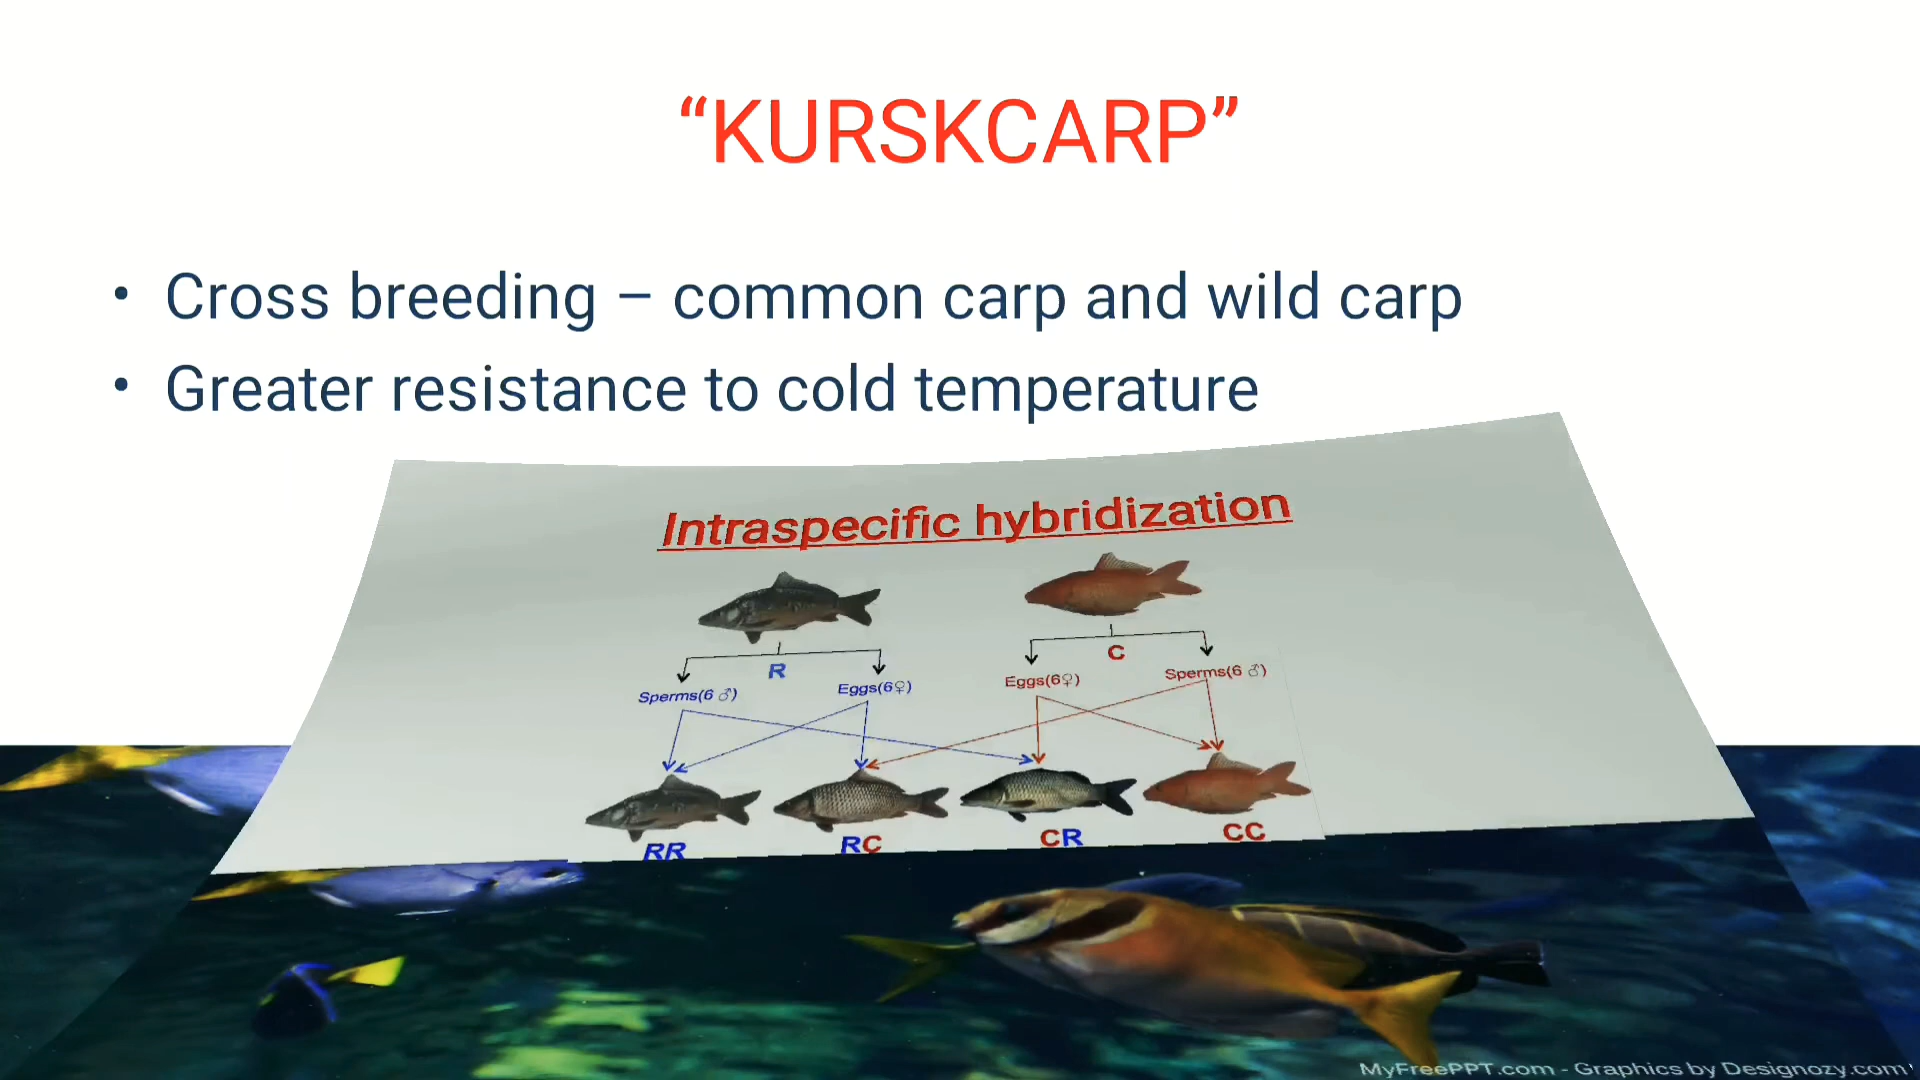 “KURSKCARP”
• Cross breeding – common carp and wild carp
• Greater resistance to cold temperature
Intraspecific hybridization
R
C
Sperms(6 ♂)
Eggs(6♀)
Eggs(6♀)
Sperms(6 ♂)
RR
RC
CR
CC
MyFreePPT.com - Graphics by Designozy.com